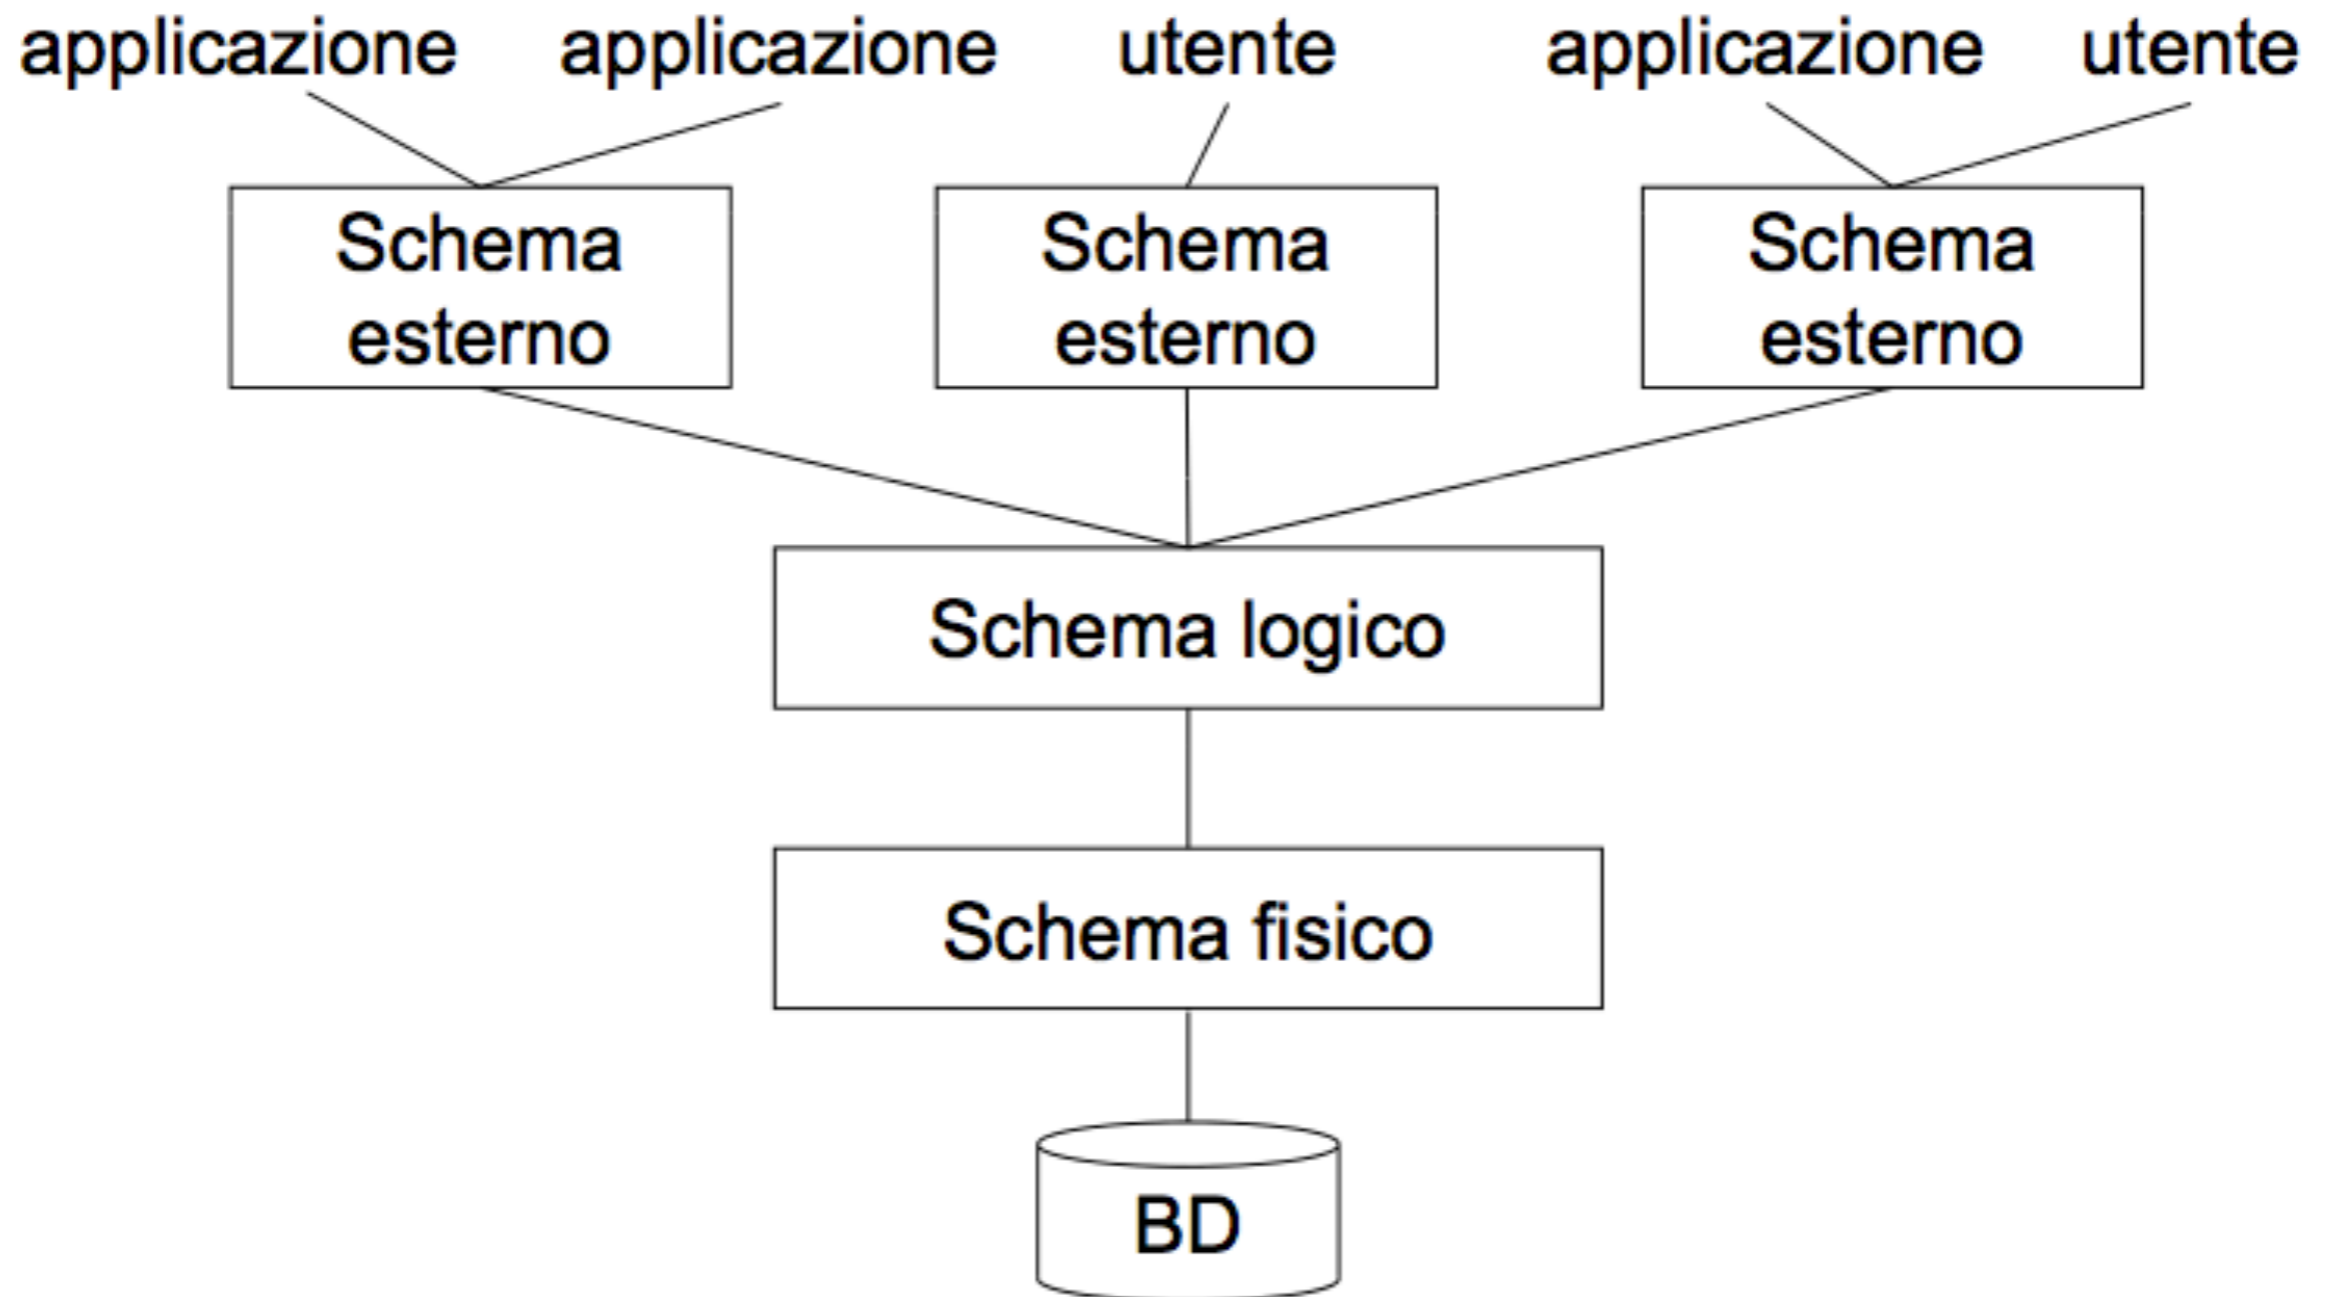 applicazione applicazione utente applicazione utente
Schema Schema Schema
esterno esterno esterno
Schema logico
Schema fisico
BD